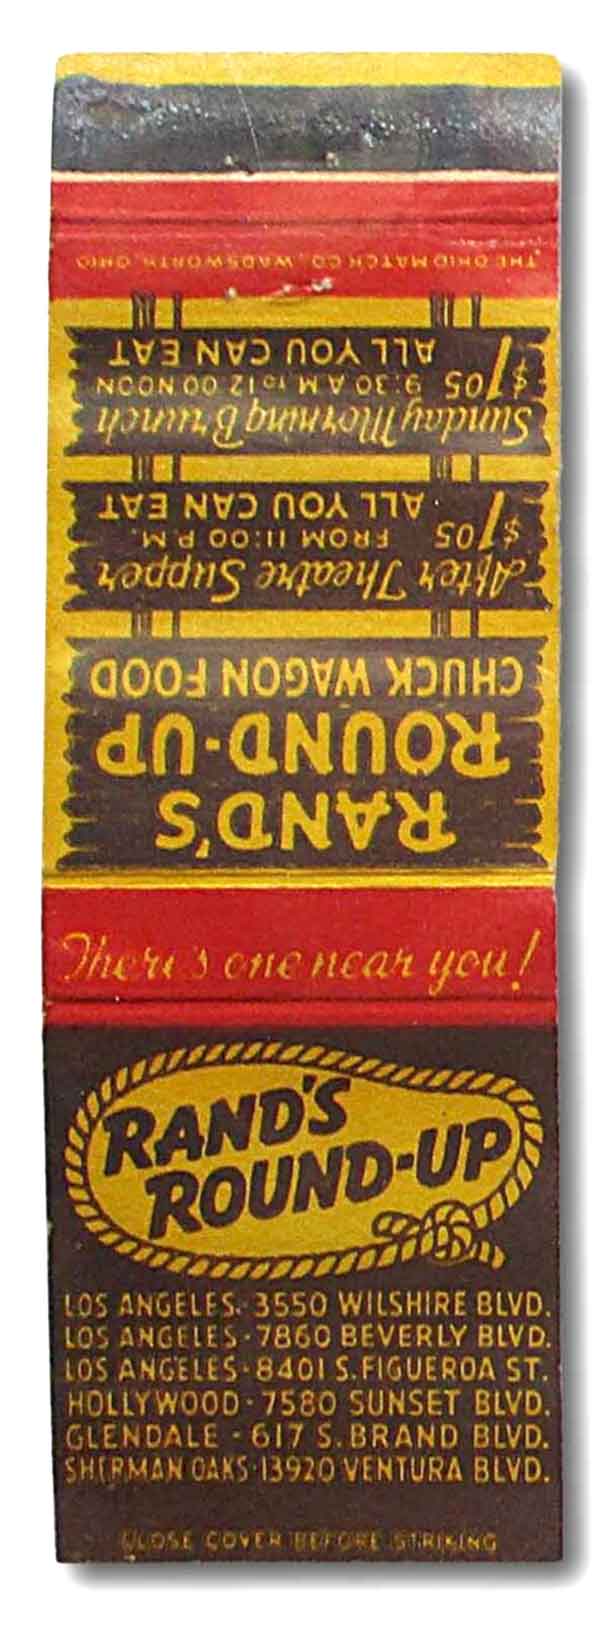 THE OHIO MATCH CO., WADSWORTH, OHIO
RAND'S
ROUND-UP
CHUCK WAGON FOOD
After Theatre Supper
$1.05 FROM 11:00 P.M.
ALL YOU CAN EAT
Sunday Morning Brunch
$1.05 9:30 A.M. TO 12:00 NOON
ALL YOU CAN EAT
There's one near you!
RAND'S
ROUND-UP
LOS ANGELES · 3550 WILSHIRE BLVD.
LOS ANGELES · 7860 BEVERLY BLVD.
LOS ANGELES · 8401 S. FIGUEROA ST.
HOLLYWOOD · 7580 SUNSET BLVD.
GLENDALE · 617 S. BRAND BLVD.
SHERMAN OAKS · 13920 VENTURA BLVD.
CLOSE COVER BEFORE STRIKING